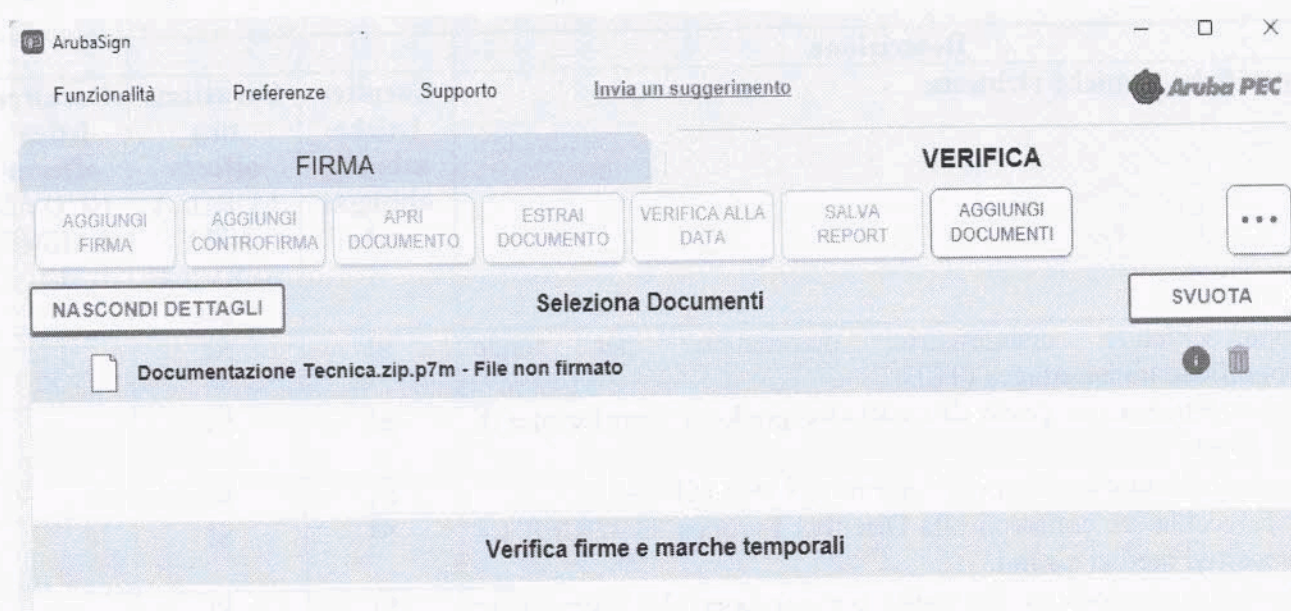 ArubaSign
Funzionalità Preferenze Supporto Invia un suggerimento Aruba PEC
FIRMA VERIFICA
AGGIUNGI FIRMA
AGGIUNGI CONTROFIRMA
APRI DOCUMENTO
ESTRAI DOCUMENTO
VERIFICA ALLA DATA
SALVA REPORT
AGGIUNGI DOCUMENTI
...
NASCONDI DETTAGLI Seleziona Documenti SVUOTA
Documentazione Tecnica.zip.p7m - File non firmato
Verifica firme e marche temporali